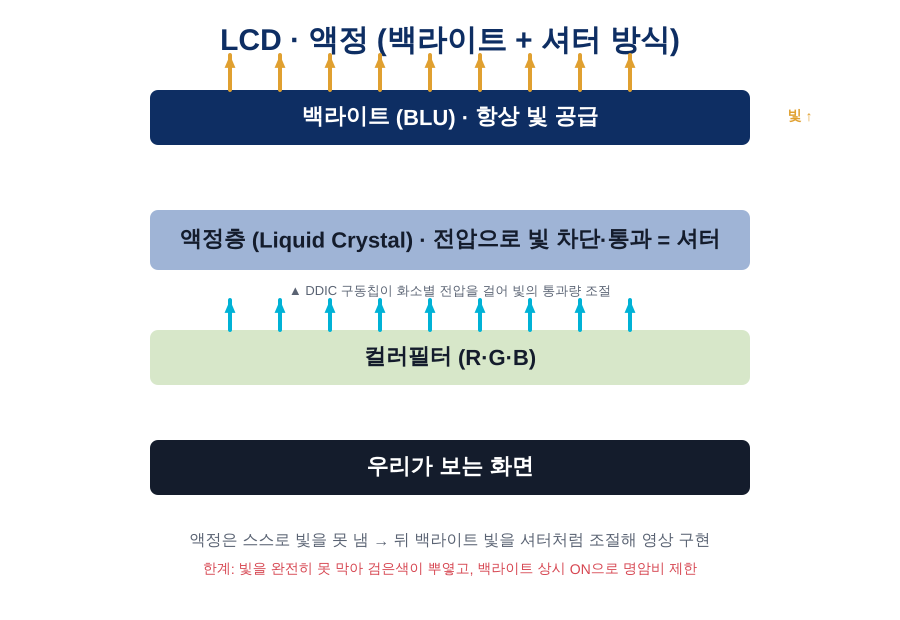 LCD · 액정 (백라이트 + 셔터 방식)
백라이트 (BLU) · 항상 빛 공급
빛 ↑
액정층 (Liquid Crystal) · 전압으로 빛 차단·통과 = 셔터
▲ DDIC 구동칩이 화소별 전압을 걸어 빛의 통과량 조절
컬러필터 (R·G·B)
우리가 보는 화면
액정은 스스로 빛을 못 냄 → 뒤 백라이트 빛을 셔터처럼 조절해 영상 구현
한계: 빛을 완전히 못 막아 검은색이 뿌옇고, 백라이트 상시 ON으로 명암비 제한